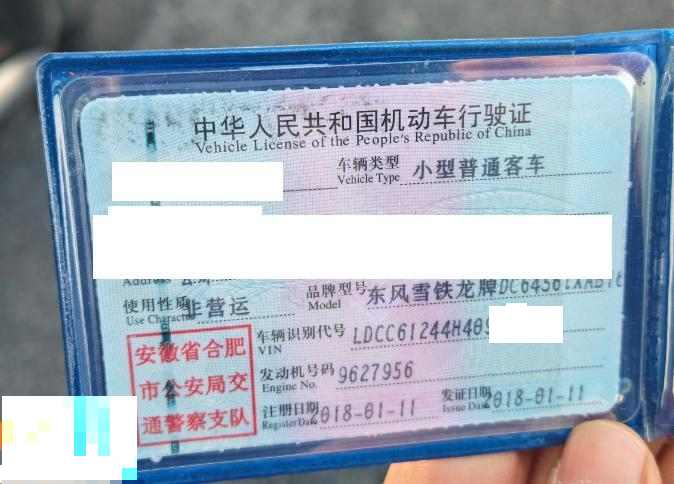 中华人民共和国机动车行驶证
Vehicle License of the People's Republic of China
车辆类型 小型普通客车
Vehicle Type
Address
使用性质 非营运
Use Character
品牌型号 东风雪铁龙牌
Model
车辆识别代号 LDCC61244H40
VIN
发动机号码 9627956
Engine No.
注册日期 2018-01-11
Register Date
发证日期 2018-01-11
Issue Date
安徽省合肥
市公安局交
通警察支队